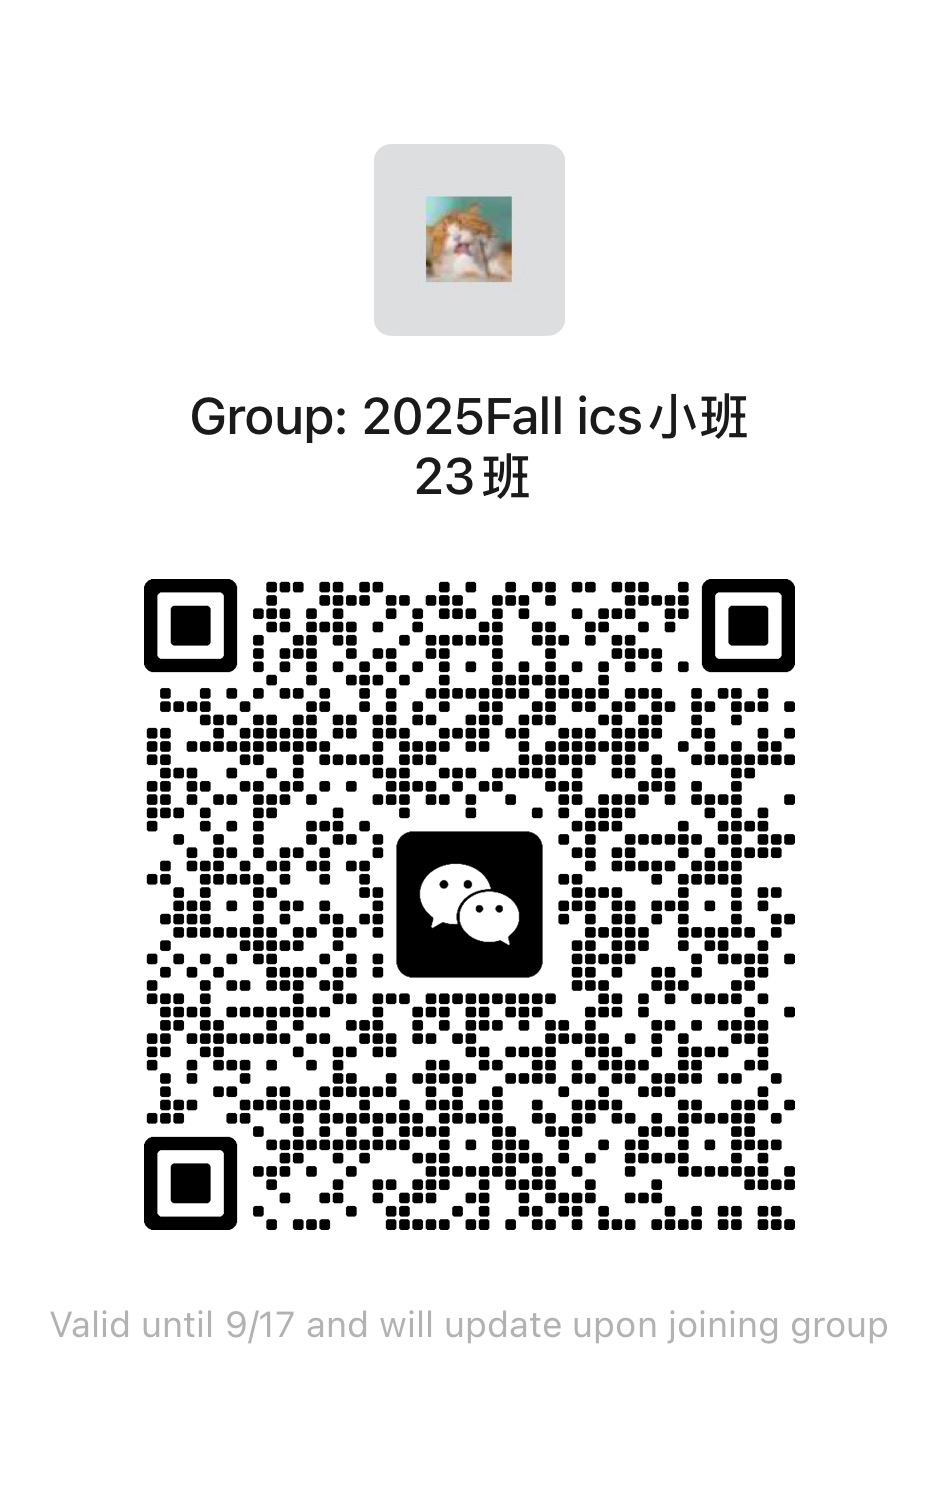 Group: 2025Fall ics小班
23班
Valid until 9/17 and will update upon joining group